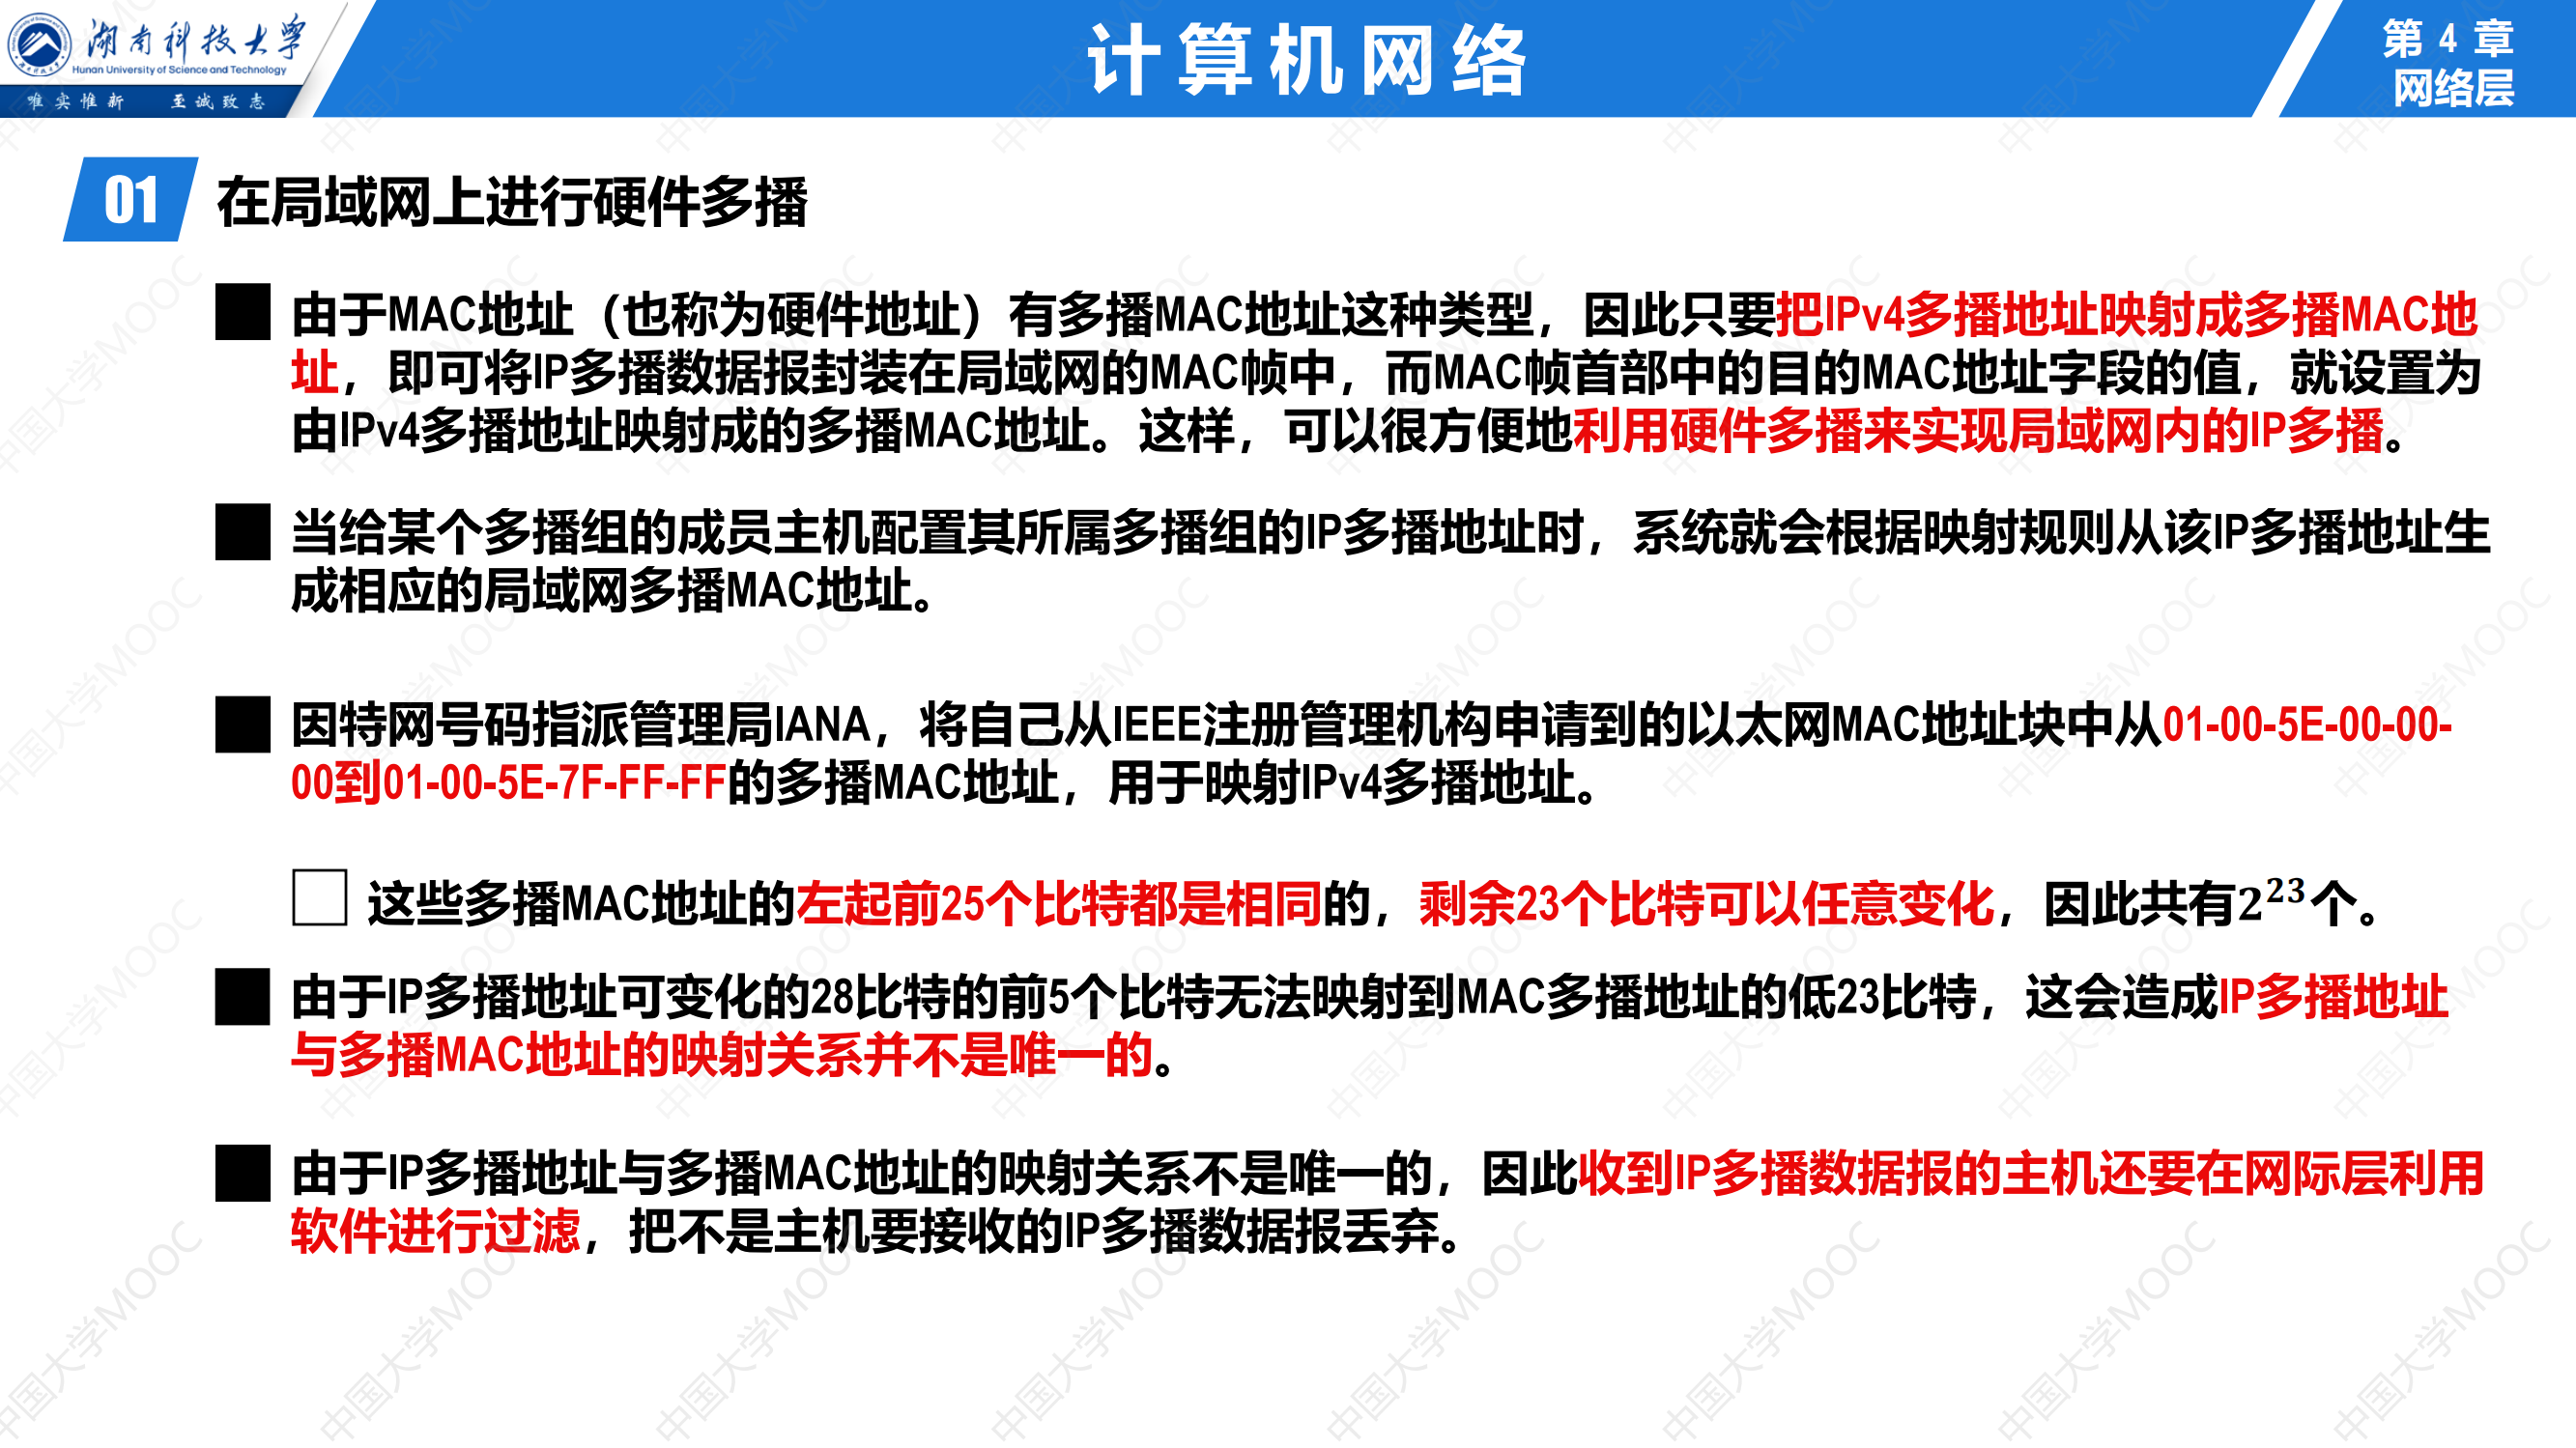 湖南科技大学
Hunan University of Science and Technology
唯实惟新 至诚致志
计算机网络
第 4 章
网络层
01 在局域网上进行硬件多播
由于MAC地址（也称为硬件地址）有多播MAC地址这种类型，因此只要把IPv4多播地址映射成多播MAC地
址，即可将IP多播数据报封装在局域网的MAC帧中，而MAC帧首部中的目的MAC地址字段的值，就设置为
由IPv4多播地址映射成的多播MAC地址。这样，可以很方便地利用硬件多播来实现局域网内的IP多播。
当给某个多播组的成员主机配置其所属多播组的IP多播地址时，系统就会根据映射规则从该IP多播地址生
成相应的局域网多播MAC地址。
因特网号码指派管理局IANA，将自己从IEEE注册管理机构申请到的以太网MAC地址块中从01-00-5E-00-00-
00到01-00-5E-7F-FF-FF的多播MAC地址，用于映射IPv4多播地址。
这些多播MAC地址的左起前25个比特都是相同的，剩余23个比特可以任意变化，因此共有2²³个。
由于IP多播地址可变化的28比特的前5个比特无法映射到MAC多播地址的低23比特，这会造成IP多播地址
与多播MAC地址的映射关系并不是唯一的。
由于IP多播地址与多播MAC地址的映射关系不是唯一的，因此收到IP多播数据报的主机还要在网际层利用
软件进行过滤，把不是主机要接收的IP多播数据报丢弃。
中国大学MOOC